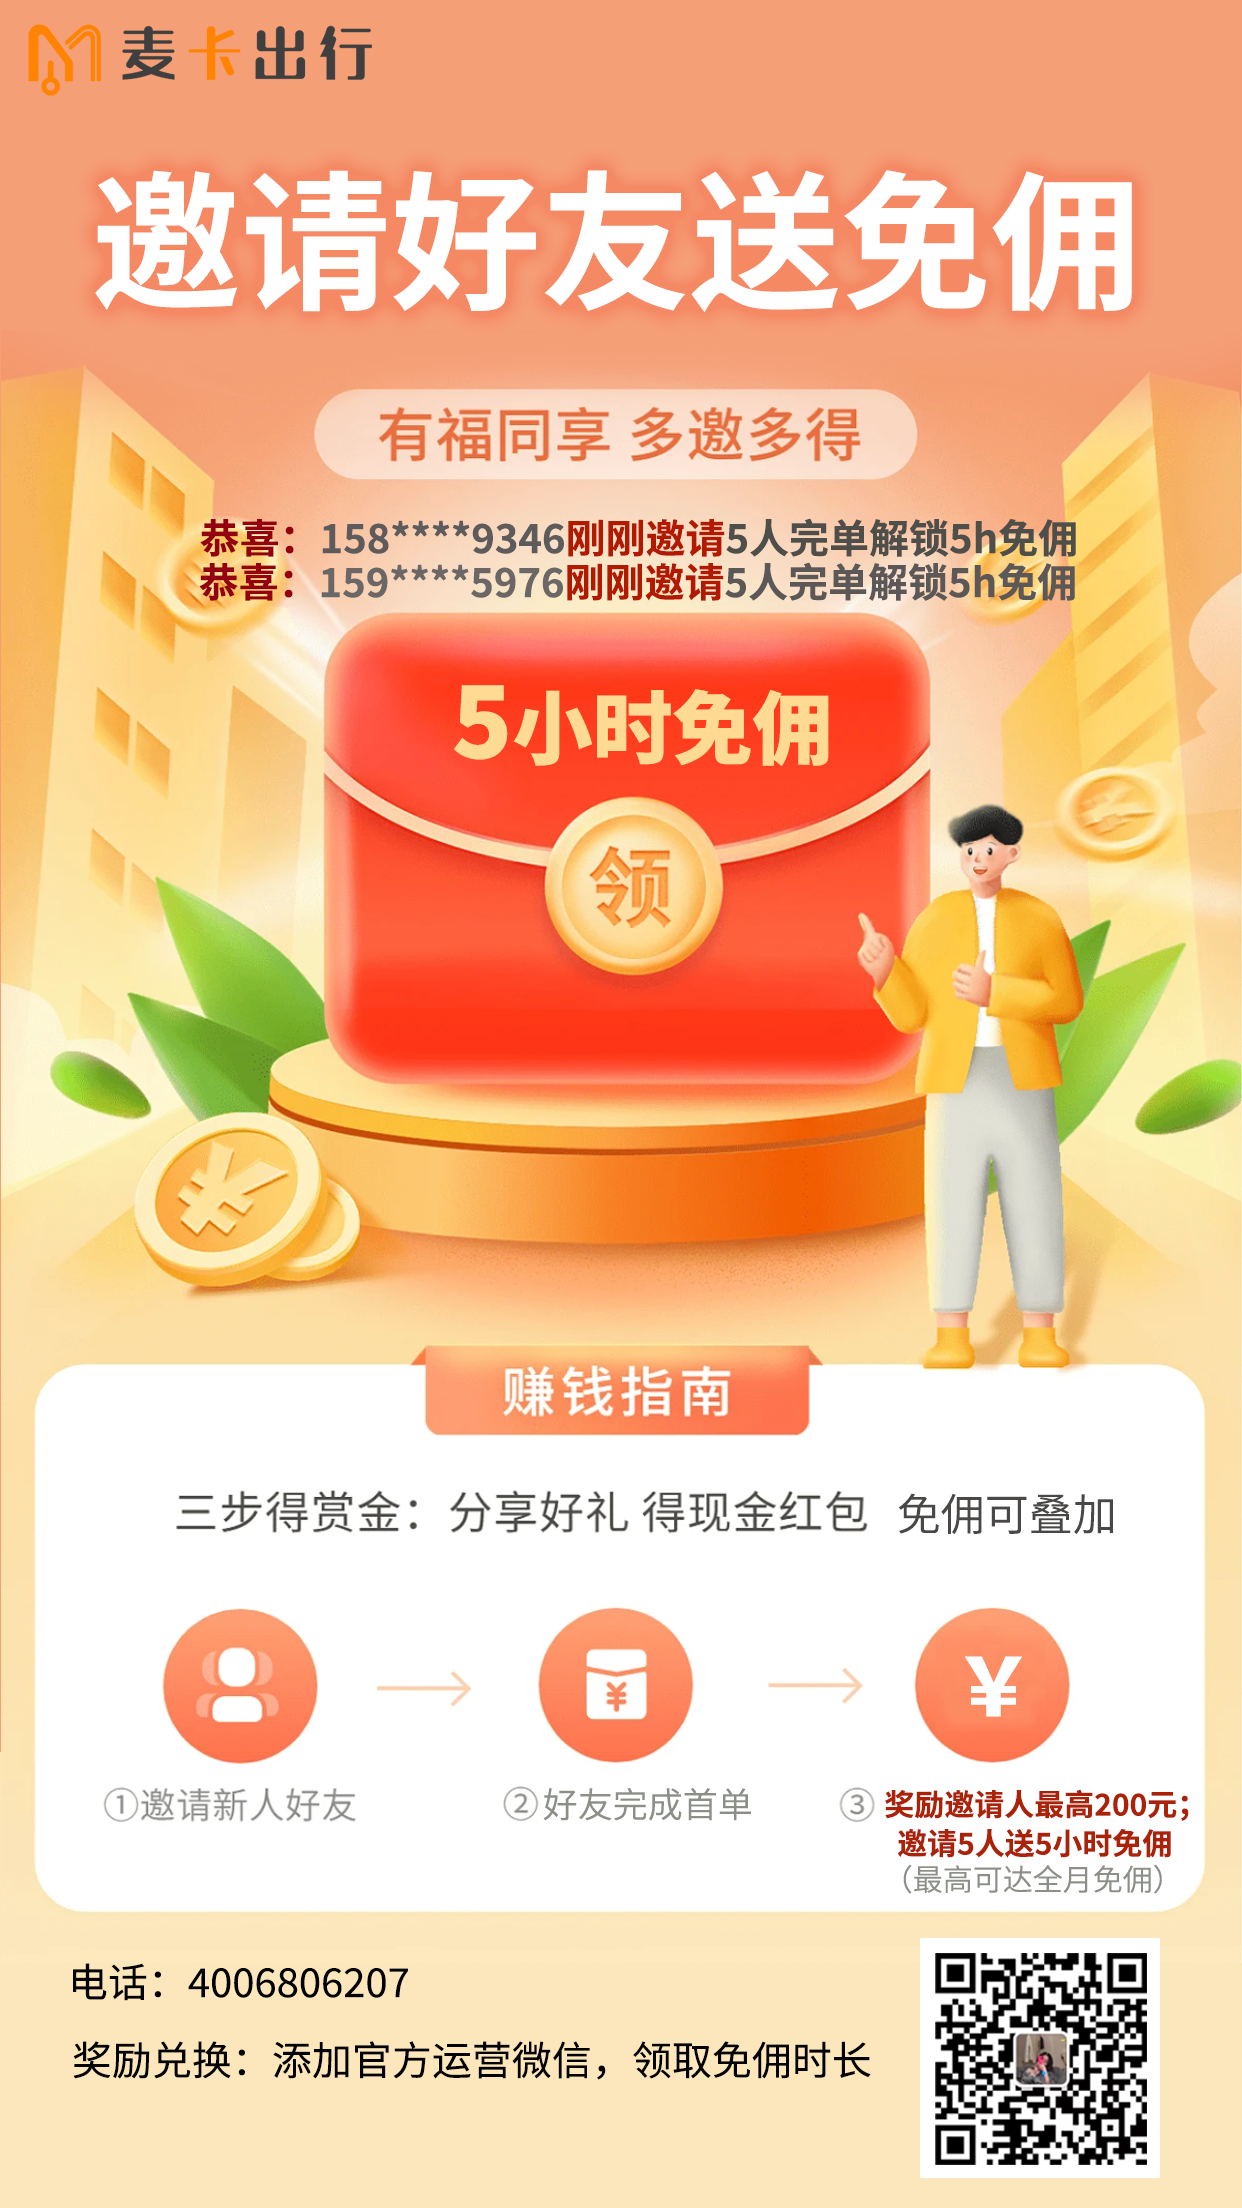 麦卡出行
邀请好友送免佣
有福同享 多邀多得
恭喜：158****9346刚刚邀请5人完单解锁5h免佣
恭喜：159****5976刚刚邀请5人完单解锁5h免佣
5小时免佣
领
赚钱指南
三步得赏金：分享好礼 得现金红包 免佣可叠加
①邀请新人好友
②好友完成首单
③ 奖励邀请人最高200元；
邀请5人送5小时免佣
（最高可达全月免佣）
电话：4006806207
奖励兑换：添加官方运营微信，领取免佣时长